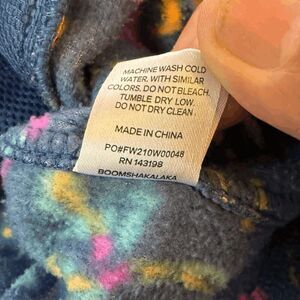 MACHINE WASH COLD
WATER, WITH SIMILAR
COLORS. DO NOT BLEACH.
TUMBLE DRY LOW.
DO NOT DRY CLEAN
MADE IN CHINA
PO#FW210W00048
RN 143198
BOOMSHAKALAKA